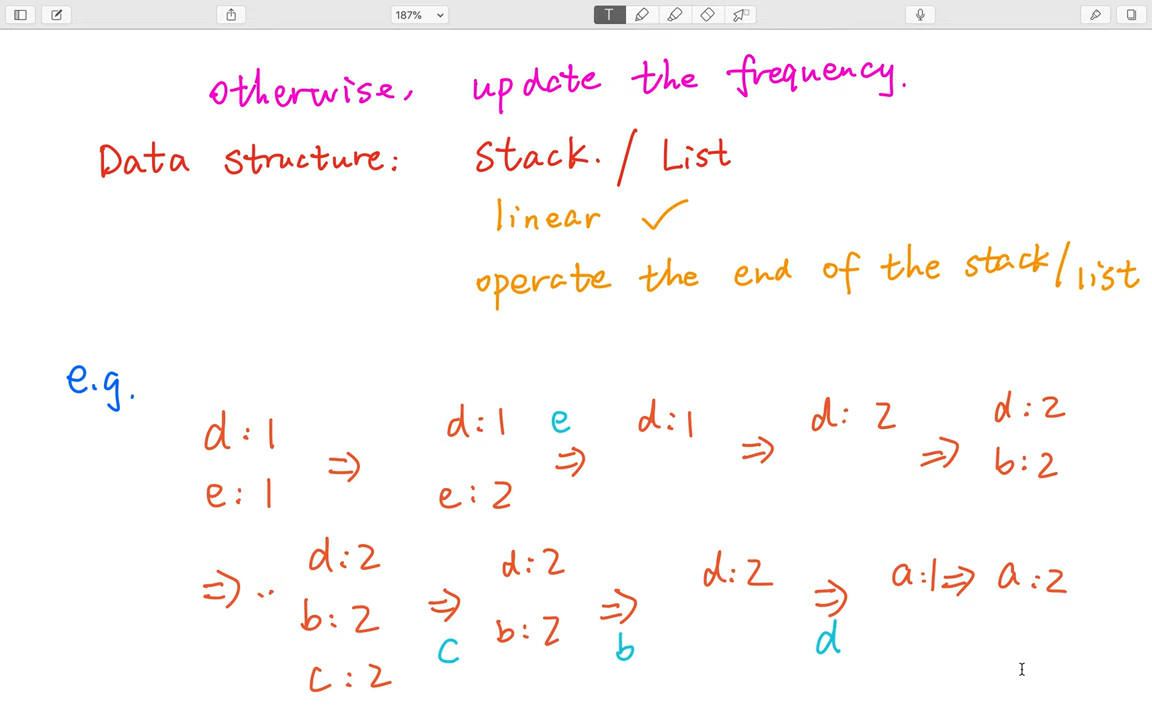 187%
T
otherwise, update the frequency.
Data structure: Stack. / List
linear ✓
operate the end of the stack/list
e.g.
d:1 d:1 e d:1 d: 2 d:2
⇒ ⇒ ⇒ ⇒ b:2
e:1 e:2
d:2 d:2 d:2 a:1 ⇒ a:2
⇒ .. b:2 ⇒ b:2 ⇒ ⇒
c:2 c b d